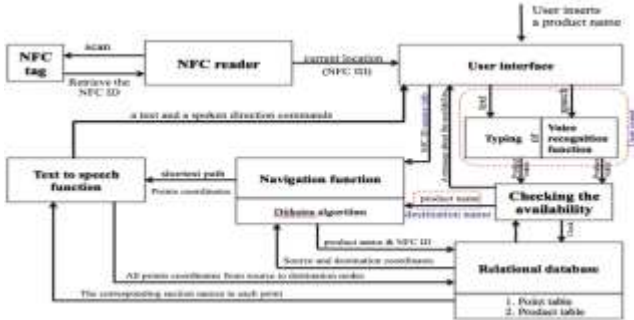 User inserts
a product name
NFC
tag
scan
Retrieve the
NFC ID
NFC reader
current location
(NFC ID)
User interface
text
speech
a text and a spoken direction commands
Typing
if
Voice
recognition
function
Text to speech
function
shortest path
Points coordinates
Navigation function
Dijkstra algorithm
product name
destination name
Checking the
availability
product name & NFC ID
Source and destination coordinates
All points coordinates from source to destination nodes
The corresponding section names to each point
Relational database
1. Point table
2. Product table